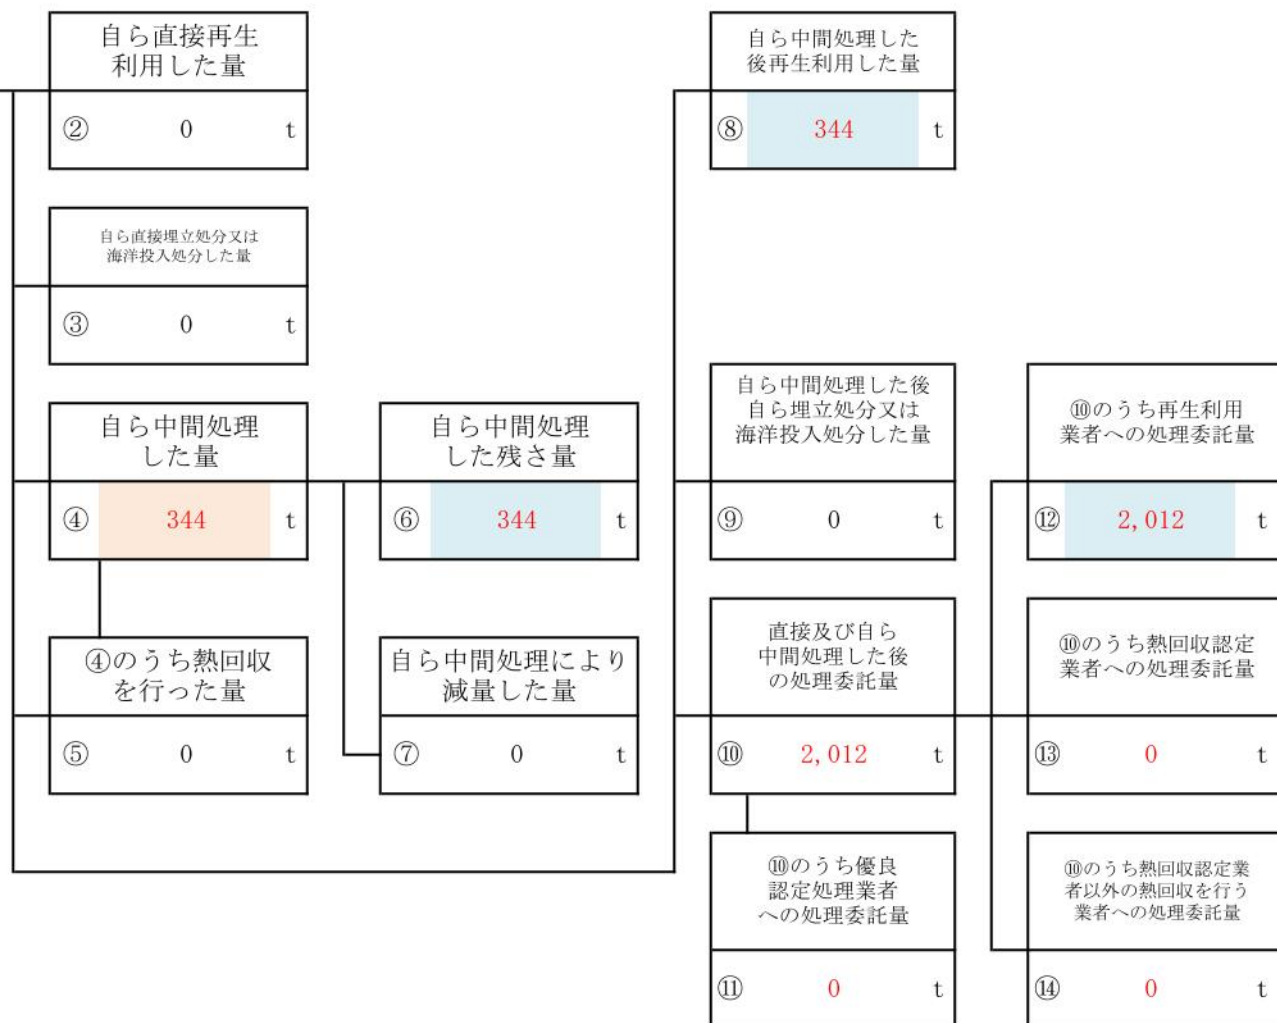 自ら直接再生
利用した量
② 0 t
自ら直接埋立処分又は
海洋投入処分した量
③ 0 t
自ら中間処理
した量
④ 344 t
④のうち熱回収
を行った量
⑤ 0 t
自ら中間処理
した残さ量
⑥ 344 t
自ら中間処理により
減量した量
⑦ 0 t
自ら中間処理した
後再生利用した量
⑧ 344 t
自ら中間処理した後
自ら埋立処分又は
海洋投入処分した量
⑨ 0 t
直接及び自ら
中間処理した後
の処理委託量
⑩ 2,012 t
⑩のうち優良
認定処理業者
への処理委託量
⑪ 0 t
⑩のうち再生利用
業者への処理委託量
⑫ 2,012 t
⑩のうち熱回収認定
業者への処理委託量
⑬ 0 t
⑩のうち熱回収認定業
者以外の熱回収を行う
業者への処理委託量
⑭ 0 t